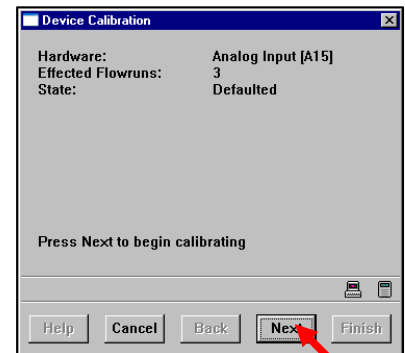 Device Calibration
Hardware: Analog Input [A15]
Effected Flowruns: 3
State: Defaulted
Press Next to begin calibrating
Help Cancel Back Next Finish